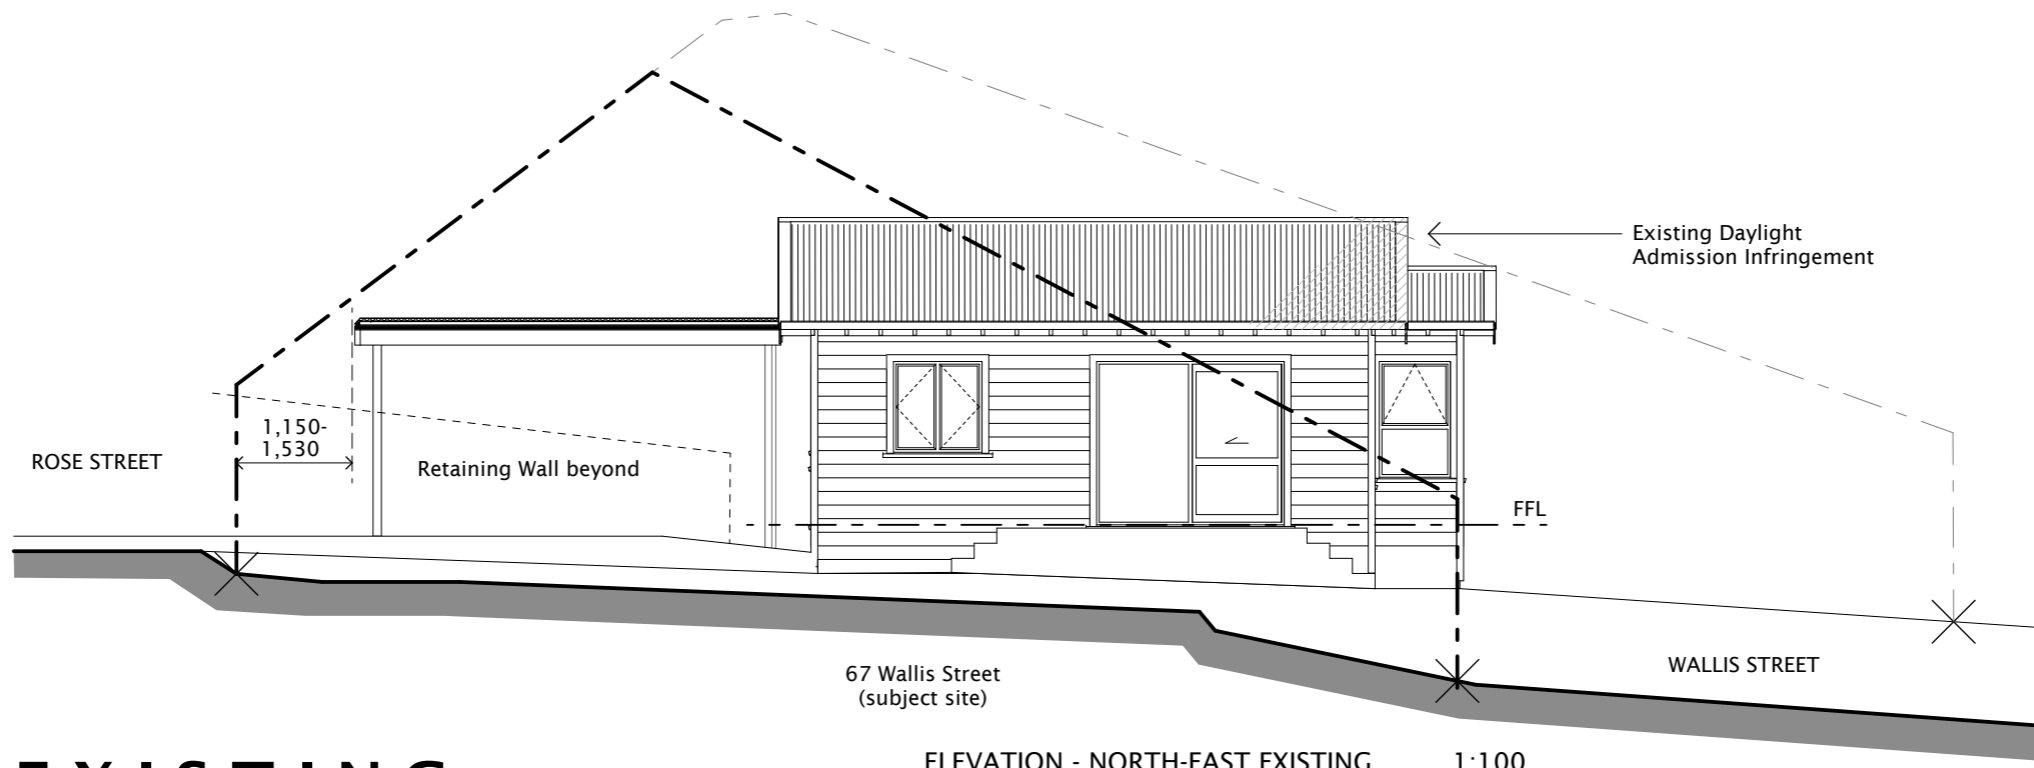 Existing Daylight
Admission Infringement
1,150-
1,530
ROSE STREET
Retaining Wall beyond
FFL
67 Wallis Street
(subject site)
WALLIS STREET
EXISTING
ELEVATION - NORTH-EAST EXISTING 1:100